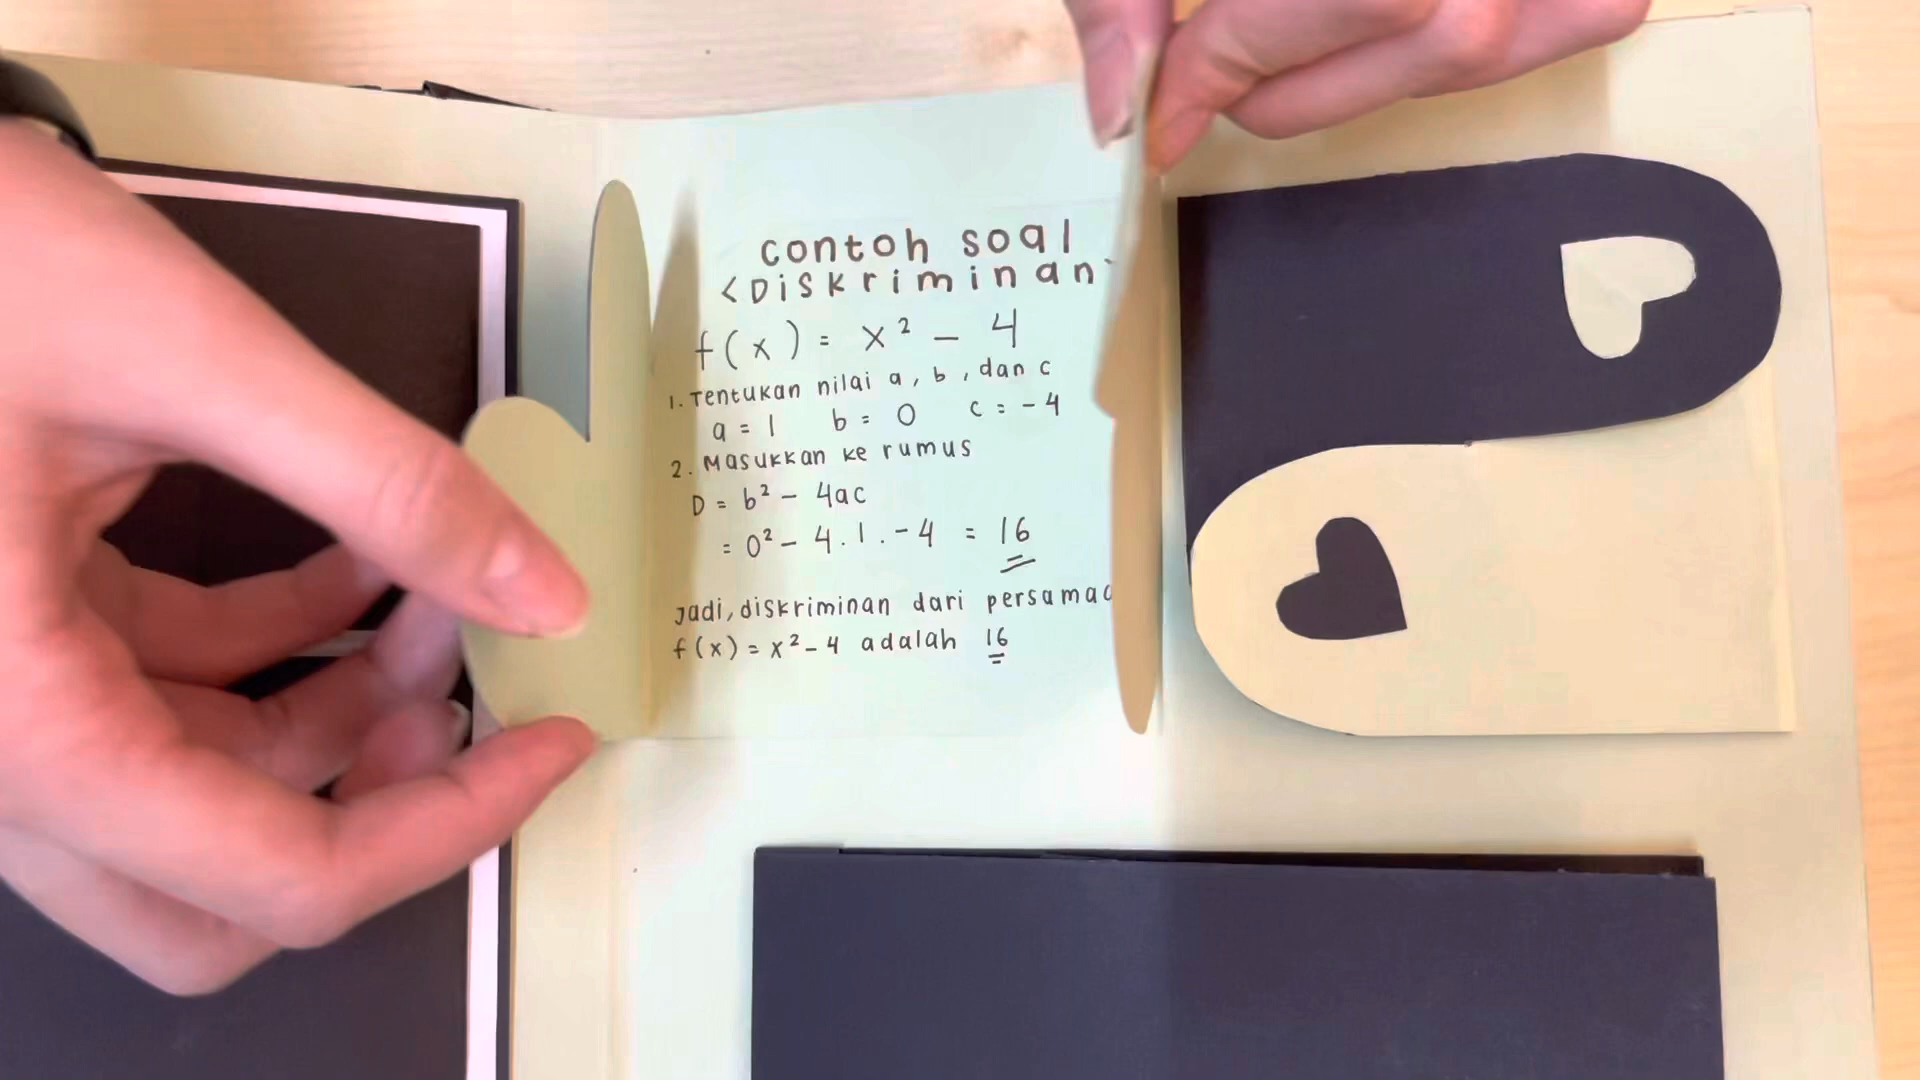 contoh soal
<Diskriminan
f(x) = x² - 4
1. Tentukan nilai a, b, dan c
a = 1 b = 0 c = -4
2. Masukkan ke rumus
D = b² - 4ac
= 0² - 4.1.-4 = 16
Jadi, diskriminan dari persamaa
f(x) = x² - 4 adalah 16